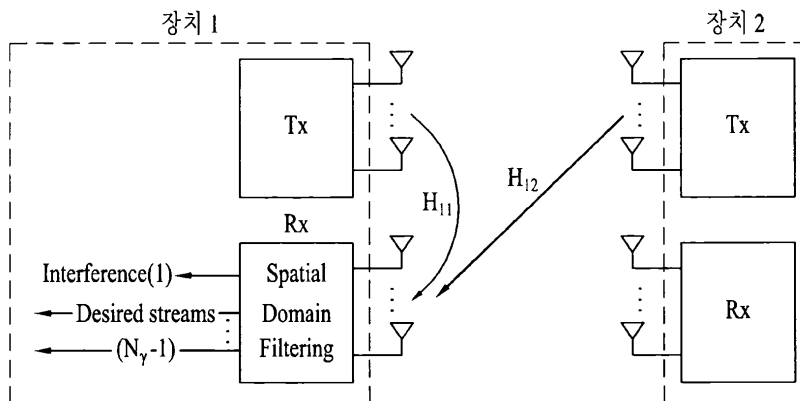 장치 1
장치 2
Tx
Tx
H11
H12
Rx
Interference(1)
Spatial
Desired streams
Domain
Rx
(Nγ-1)
Filtering